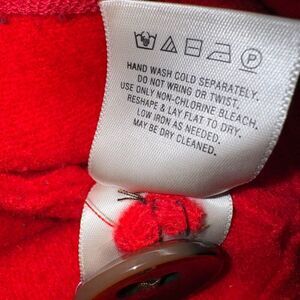 P
HAND WASH COLD SEPARATELY.
DO NOT WRING OR TWIST.
USE ONLY NON-CHLORINE BLEACH.
RESHAPE & LAY FLAT TO DRY.
LOW IRON AS NEEDED.
MAY BE DRY CLEANED.